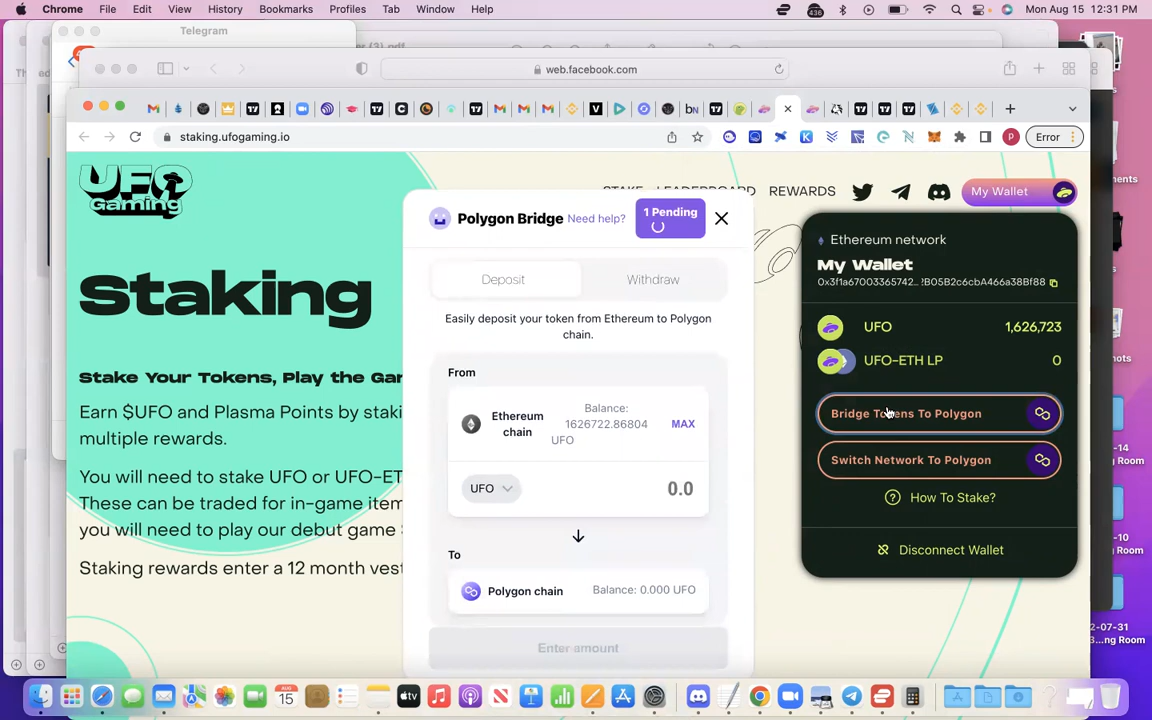 Chrome File Edit View History Bookmarks Profiles Tab Window Help
436
Mon Aug 15 12:31 PM
Telegram
web.facebook.com
staking.ufogaming.io
Error
UFO
Gaming
REWARDS
My Wallet
Staking
Stake Your Tokens, Play the Gar
Earn $UFO and Plasma Points by staki
multiple rewards.
You will need to stake UFO or UFO-ET
These can be traded for in-game item
you will need to play our debut game
Staking rewards enter a 12 month vest
Polygon Bridge
Need help?
1 Pending
Deposit
Withdraw
Easily deposit your token from Ethereum to Polygon
chain.
From
Ethereum
chain
Balance:
1626722.86804
UFO
MAX
UFO
0.0
To
Polygon chain
Balance: 0.000 UFO
Enter amount
Ethereum network
My Wallet
0x3f1a67003365742... !B05B2c6cbA466a38Bf88
UFO 1,626,723
UFO-ETH LP 0
Bridge Tokens To Polygon
Switch Network To Polygon
How To Stake?
Disconnect Wallet